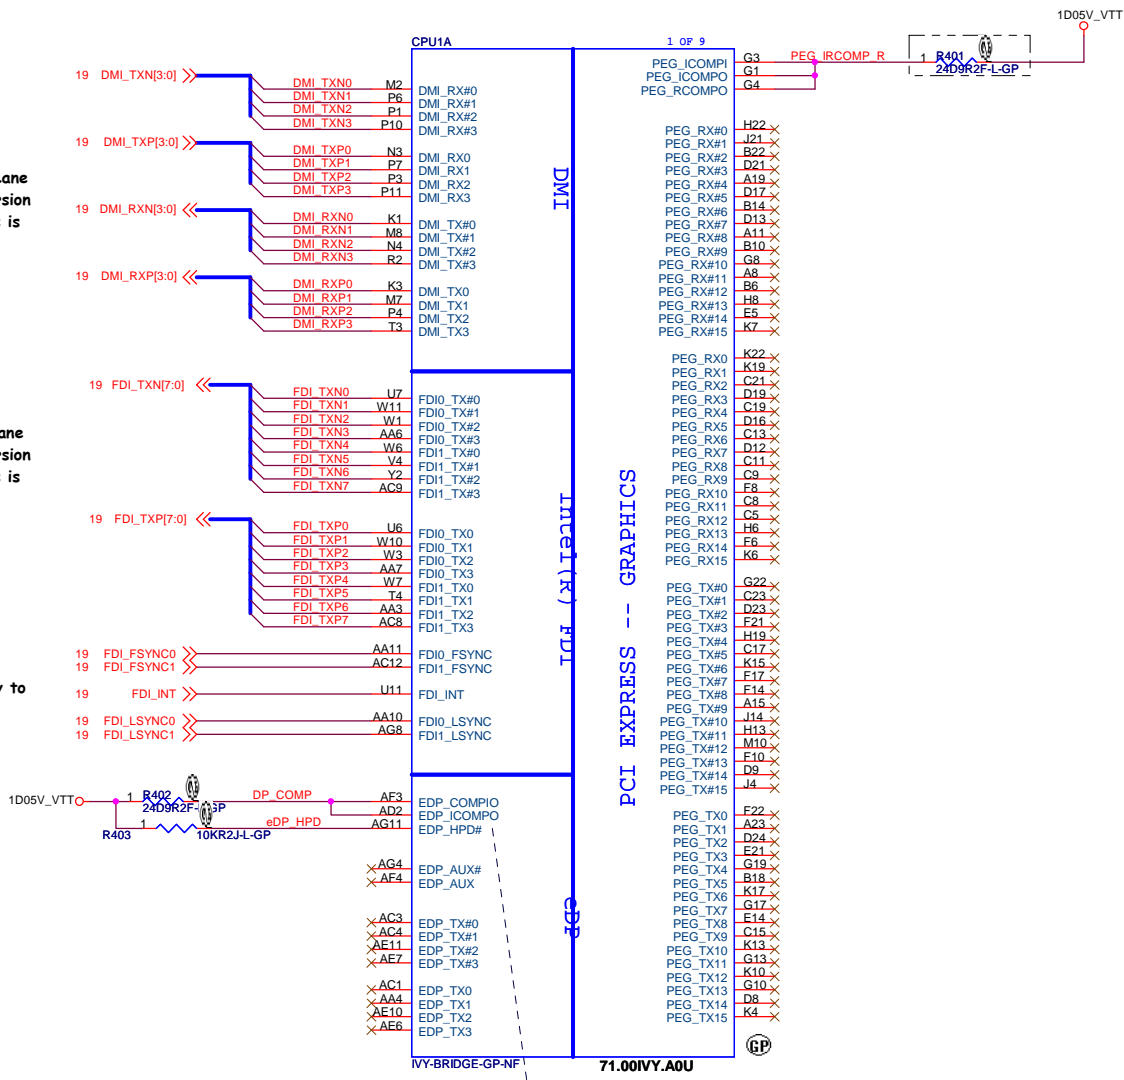 1D05V_VTT
CPU1A
1 OF 9
19 DMI_TXN[3:0]
DMI_TXN0 M2 DMI_RX#0
DMI_TXN1 P6 DMI_RX#1
DMI_TXN2 P1 DMI_RX#2
DMI_TXN3 P10 DMI_RX#3
19 DMI_TXP[3:0]
DMI_TXP0 N3 DMI_RX0
DMI_TXP1 P7 DMI_RX1
DMI_TXP2 P3 DMI_RX2
DMI_TXP3 P11 DMI_RX3
19 DMI_RXN[3:0]
DMI_RXN0 K1 DMI_TX#0
DMI_RXN1 M8 DMI_TX#1
DMI_RXN2 N4 DMI_TX#2
DMI_RXN3 R2 DMI_TX#3
19 DMI_RXP[3:0]
DMI_RXP0 K3 DMI_TX0
DMI_RXP1 M7 DMI_TX1
DMI_RXP2 P4 DMI_TX2
DMI_RXP3 T3 DMI_TX3
DMI
19 FDI_TXN[7:0]
FDI_TXN0 U7 FDI0_TX#0
FDI_TXN1 W11 FDI0_TX#1
FDI_TXN2 W1 FDI0_TX#2
FDI_TXN3 AA6 FDI0_TX#3
FDI_TXN4 W6 FDI1_TX#0
FDI_TXN5 V4 FDI1_TX#1
FDI_TXN6 Y2 FDI1_TX#2
FDI_TXN7 AC9 FDI1_TX#3
19 FDI_TXP[7:0]
FDI_TXP0 U6 FDI0_TX0
FDI_TXP1 W10 FDI0_TX1
FDI_TXP2 W3 FDI0_TX2
FDI_TXP3 AA7 FDI0_TX3
FDI_TXP4 W7 FDI1_TX0
FDI_TXP5 T4 FDI1_TX1
FDI_TXP6 AA3 FDI1_TX2
FDI_TXP7 AC8 FDI1_TX3
19 FDI_FSYNC0 AA11 FDI0_FSYNC
19 FDI_FSYNC1 AC12 FDI1_FSYNC
19 FDI_INT U11 FDI_INT
19 FDI_LSYNC0 AA10 FDI0_LSYNC
19 FDI_LSYNC1 AG8 FDI1_LSYNC
Intel(R) FDI
1D05V_VTT
1 R402 DP_COMP AF3 EDP_COMPIO
24D9R2F- GP AD2 EDP_ICOMPO
R403 1 10KR2J-L-GP eDP_HPD AG11 EDP_HPD#
AG4 EDP_AUX#
AF4 EDP_AUX
AC3 EDP_TX#0
AC4 EDP_TX#1
AE11 EDP_TX#2
AE7 EDP_TX#3
AC1 EDP_TX0
AA4 EDP_TX1
AE10 EDP_TX2
AE6 EDP_TX3
eDP
PCI EXPRESS -- GRAPHICS
PEG_ICOMPI G3 PEG_IRCOMP_R 1 R401
24D9R2F-L-GP
PEG_ICOMPO G1
PEG_RCOMPO G4
PEG_RX#0 H22
PEG_RX#1 J21
PEG_RX#2 B22
PEG_RX#3 D21
PEG_RX#4 A19
PEG_RX#5 D17
PEG_RX#6 B14
PEG_RX#7 D13
PEG_RX#8 A11
PEG_RX#9 B10
PEG_RX#10 G8
PEG_RX#11 A8
PEG_RX#12 B6
PEG_RX#13 H8
PEG_RX#14 E5
PEG_RX#15 K7
PEG_RX0 K22
PEG_RX1 K19
PEG_RX2 C21
PEG_RX3 D19
PEG_RX4 C19
PEG_RX5 D16
PEG_RX6 C13
PEG_RX7 D12
PEG_RX8 C11
PEG_RX9 C9
PEG_RX10 F8
PEG_RX11 C8
PEG_RX12 C5
PEG_RX13 H6
PEG_RX14 F6
PEG_RX15 K6
PEG_TX#0 G22
PEG_TX#1 C23
PEG_TX#2 D23
PEG_TX#3 F21
PEG_TX#4 H19
PEG_TX#5 C17
PEG_TX#6 K15
PEG_TX#7 F17
PEG_TX#8 F14
PEG_TX#9 A15
PEG_TX#10 J14
PEG_TX#11 H13
PEG_TX#12 M10
PEG_TX#13 F10
PEG_TX#14 D9
PEG_TX#15 J4
PEG_TX0 F22
PEG_TX1 A23
PEG_TX2 D24
PEG_TX3 E21
PEG_TX4 G19
PEG_TX5 B18
PEG_TX6 K17
PEG_TX7 G17
PEG_TX8 E14
PEG_TX9 C15
PEG_TX10 K13
PEG_TX11 G13
PEG_TX12 K10
PEG_TX13 G10
PEG_TX14 D8
PEG_TX15 K4
IVY-BRIDGE-GP-NF
71.00IVY.A0U
GP
is
is
to